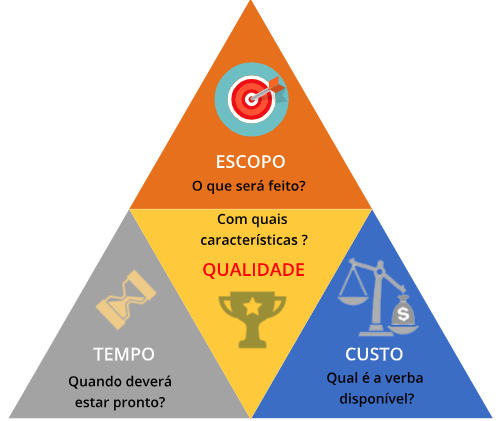 ESCOPO
O que será feito?
Com quais
características ?
QUALIDADE
$
TEMPO
Quando deverá
estar pronto?
CUSTO
Qual é a verba
disponível?